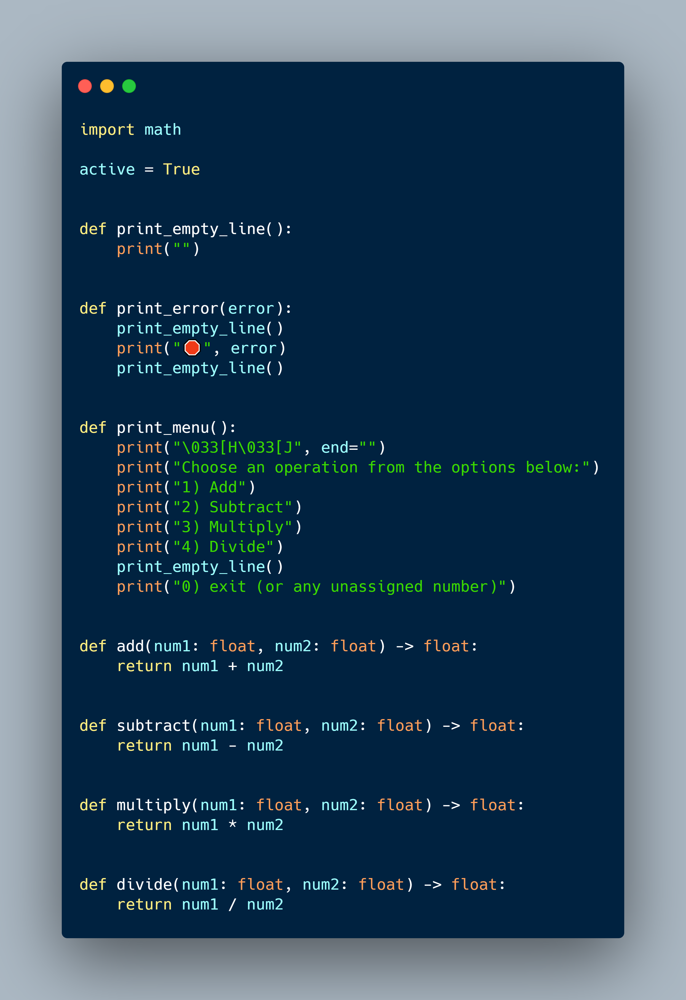 import math
active = True
def print_empty_line():
    print("")
def print_error(error):
    print_empty_line()
    print("🛑", error)
    print_empty_line()
def print_menu():
    print("\033[H\033[J", end="")
    print("Choose an operation from the options below:")
    print("1) Add")
    print("2) Subtract")
    print("3) Multiply")
    print("4) Divide")
    print_empty_line()
    print("0) exit (or any unassigned number)")
def add(num1: float, num2: float) -> float:
    return num1 + num2
def subtract(num1: float, num2: float) -> float:
    return num1 - num2
def multiply(num1: float, num2: float) -> float:
    return num1 * num2
def divide(num1: float, num2: float) -> float:
    return num1 / num2